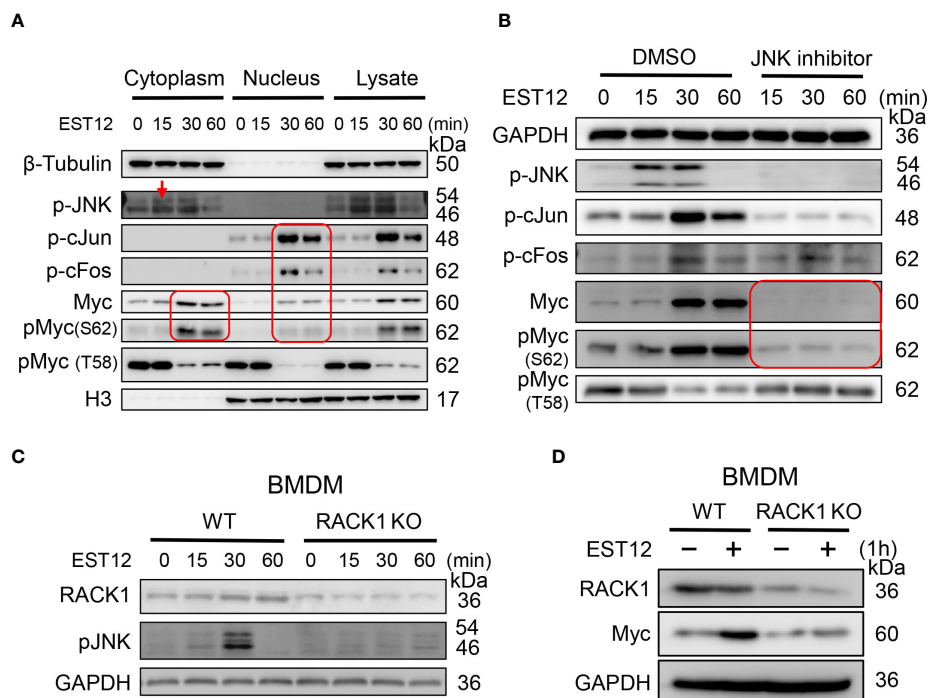 A
Cytoplasm Nucleus Lysate
EST12 0 15 30 60 0 15 30 60 0 15 30 60 (min)
kDa
β-Tubulin 50
p-JNK 54
46
p-cJun 48
p-cFos 62
Myc 60
pMyc(S62) 62
pMyc (T58) 62
H3 17
B
DMSO JNK inhibitor
EST12 0 15 30 60 15 30 60 (min)
kDa
GAPDH 36
p-JNK 54
46
p-cJun 48
p-cFos 62
Myc 60
pMyc
(S62) 62
pMyc
(T58) 62
C
BMDM
WT RACK1 KO
EST12 0 15 30 60 0 15 30 60 (min)
kDa
RACK1 36
pJNK 54
46
GAPDH 36
D
BMDM
WT RACK1 KO
EST12 − + − + (1h)
kDa
RACK1 36
Myc 60
GAPDH 36